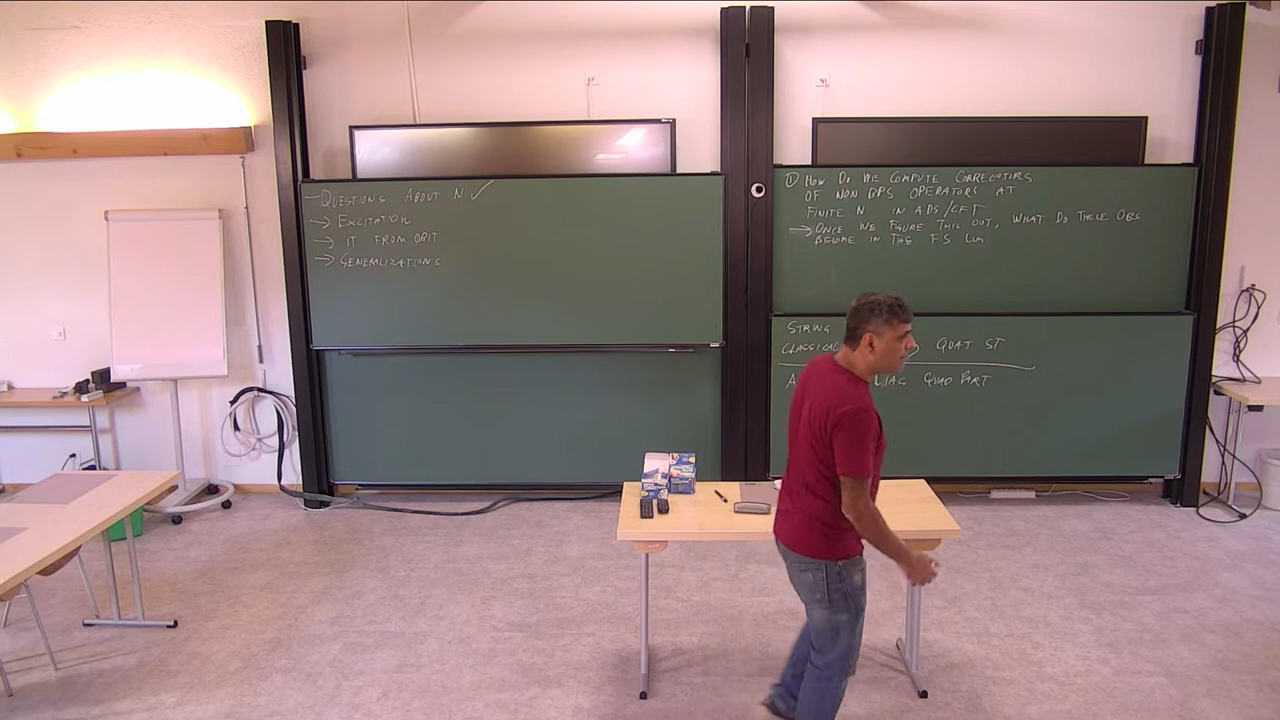 - QUESTIONS ABOUT N ✓
→ EXCITATION
→ IT FROM ORIT
→ GENERALIZATIONS
① HOW DO WE COMPUTE CORRELATORS
OF NON BPS OPERATORS AT
FINITE N IN ADS/CFT
→ ONCE WE FIGURE THIS OUT, WHAT DO THESE OBS
BECOME IN THE FS LIM
STRING
CLASSICAL QUAT ST
QUAD PART